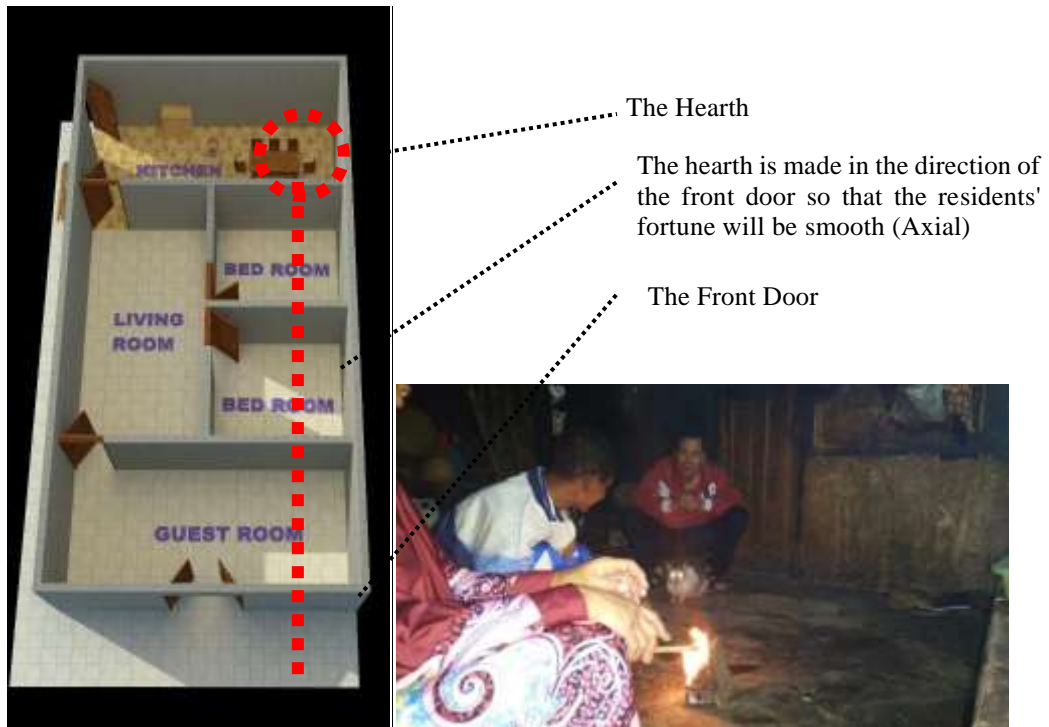 The Hearth
The hearth is made in the direction of
the front door so that the residents'
fortune will be smooth (Axial)
The Front Door
KITCHEN
BED ROOM
LIVING
ROOM
BED ROOM
GUEST ROOM